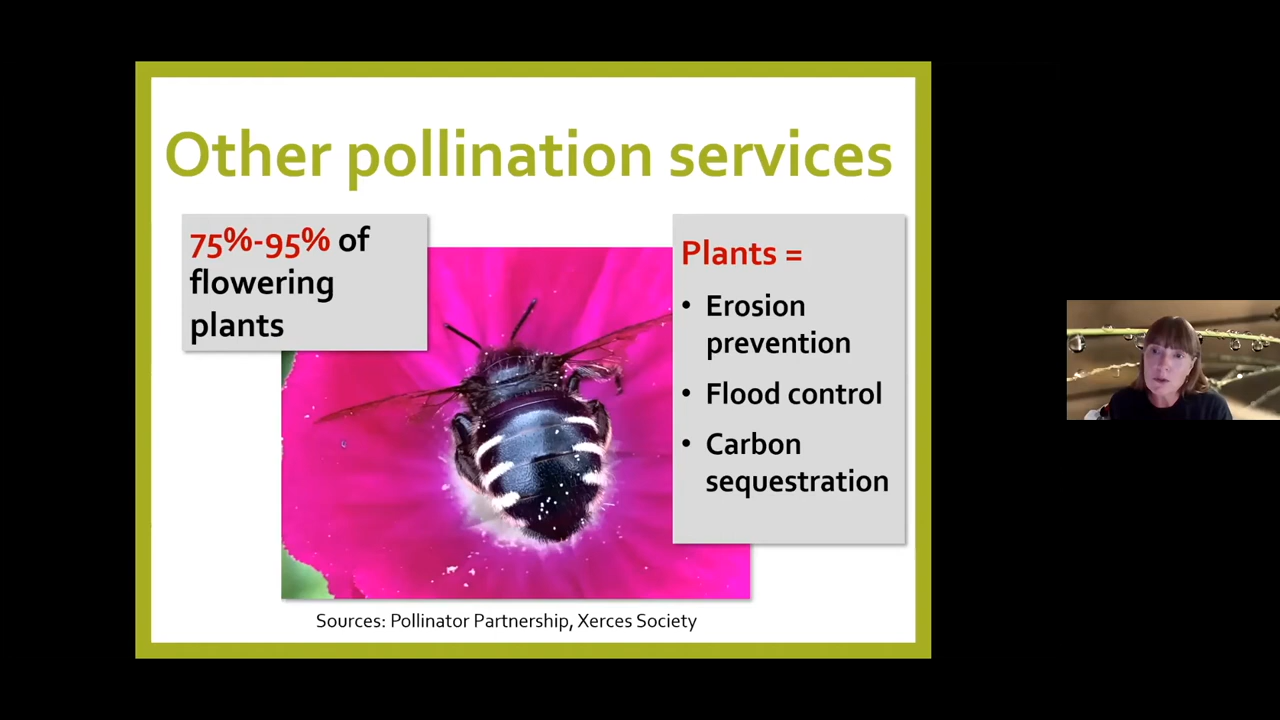 Other pollination services
75%-95% of
flowering
plants
Plants =
• Erosion
prevention
• Flood control
• Carbon
sequestration
Sources: Pollinator Partnership, Xerces Society